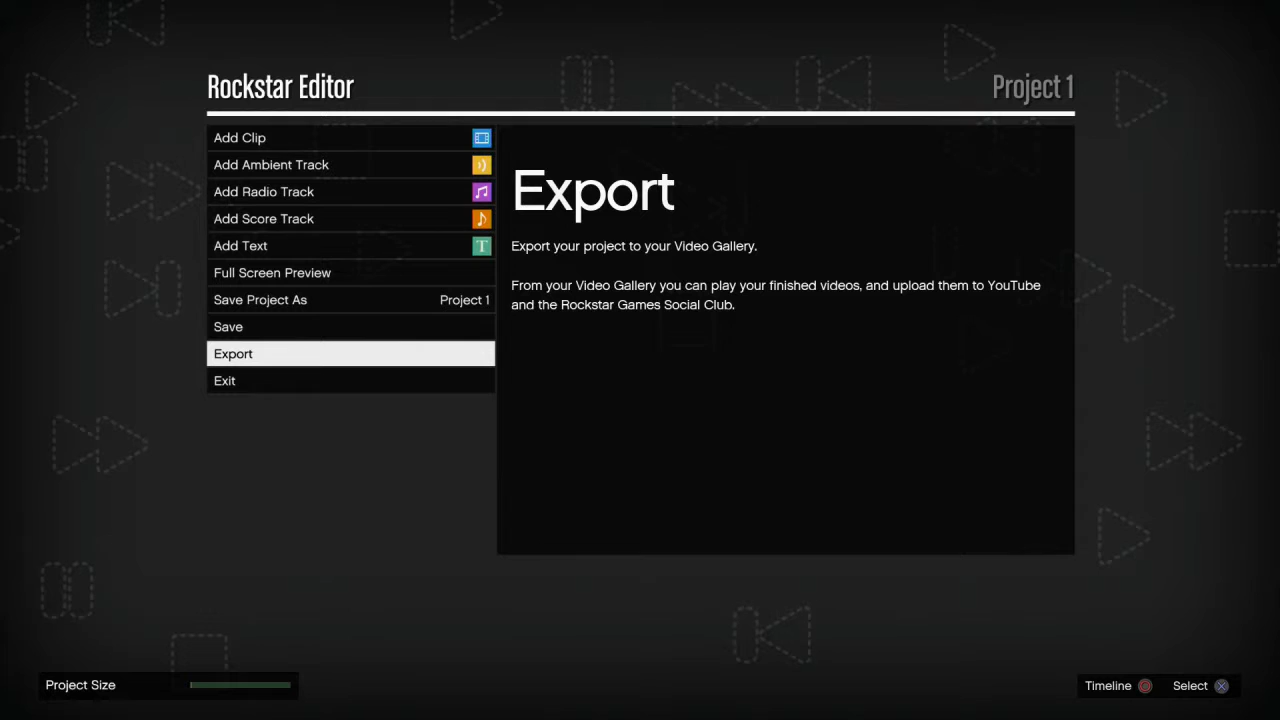 Rockstar Editor
Project 1
Add Clip
Add Ambient Track
Add Radio Track
Add Score Track
Add Text
T
Full Screen Preview
Save Project As
Project 1
Save
Export
Exit
Export
Export your project to your Video Gallery.
From your Video Gallery you can play your finished videos, and upload them to YouTube
and the Rockstar Games Social Club.
Project Size
Timeline
Select